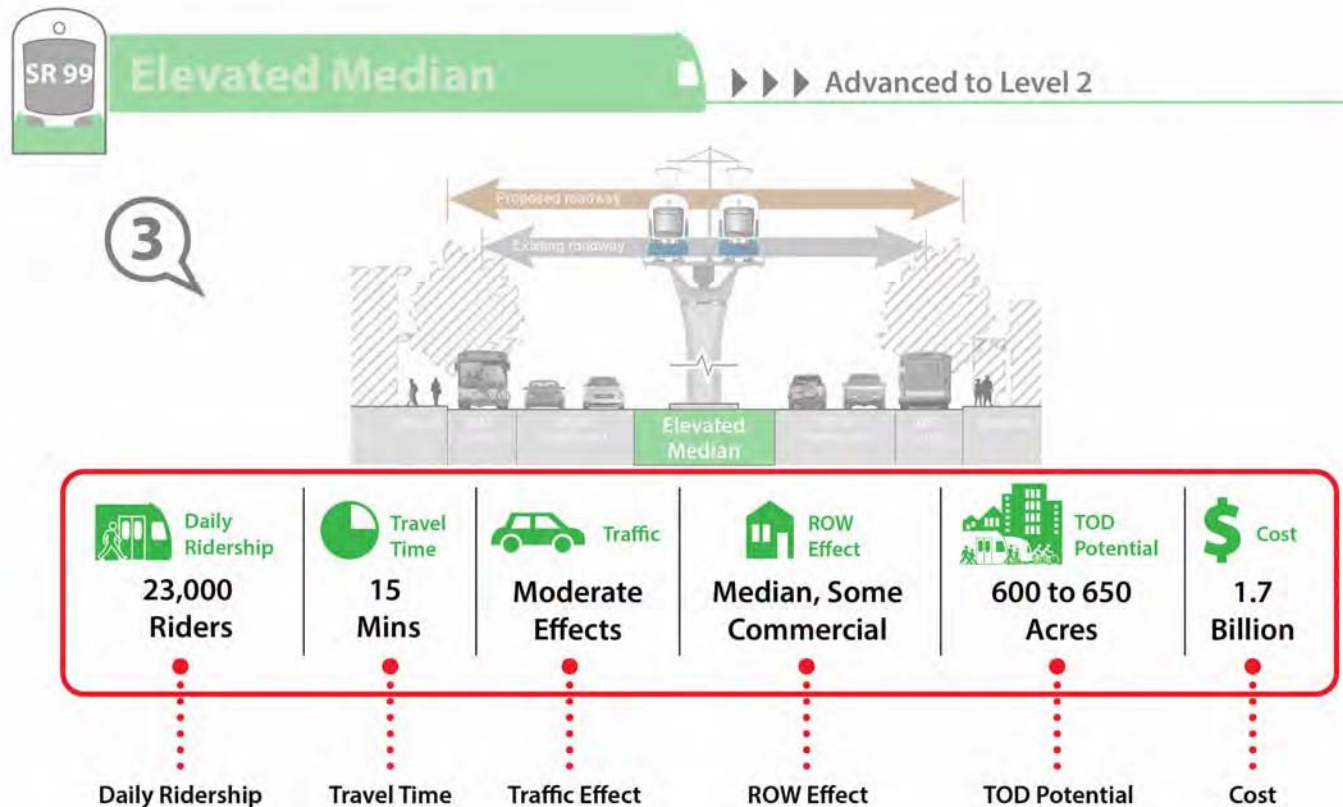 SR 99
Elevated Median
Advanced to Level 2
3
Proposed roadway
Existing roadway
Elevated
Median
Daily
Ridership
23,000
Riders
Travel
Time
15
Mins
Traffic
Moderate
Effects
ROW
Effect
Median, Some
Commercial
TOD
Potential
600 to 650
Acres
$
Cost
1.7
Billion
Daily Ridership
Travel Time
Traffic Effect
ROW Effect
TOD Potential
Cost